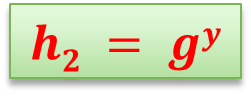 h₂ = gʸ